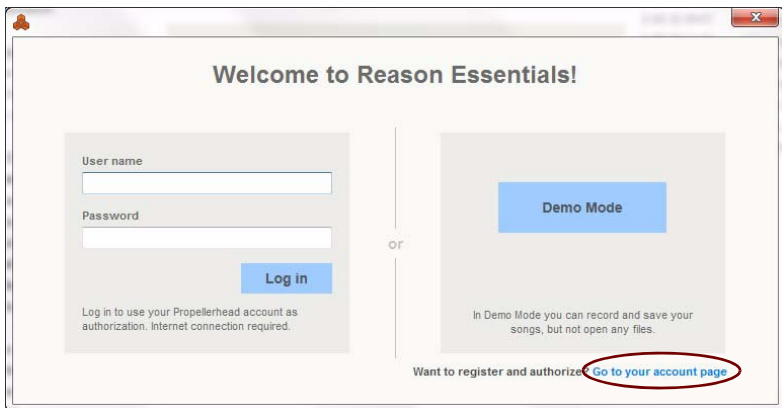 Welcome to Reason Essentials!
User name
Password
Log in
Log in to use your Propellerhead account as
authorization. Internet connection required.
or
Demo Mode
In Demo Mode you can record and save your
songs, but not open any files.
Want to register and authorize? Go to your account page